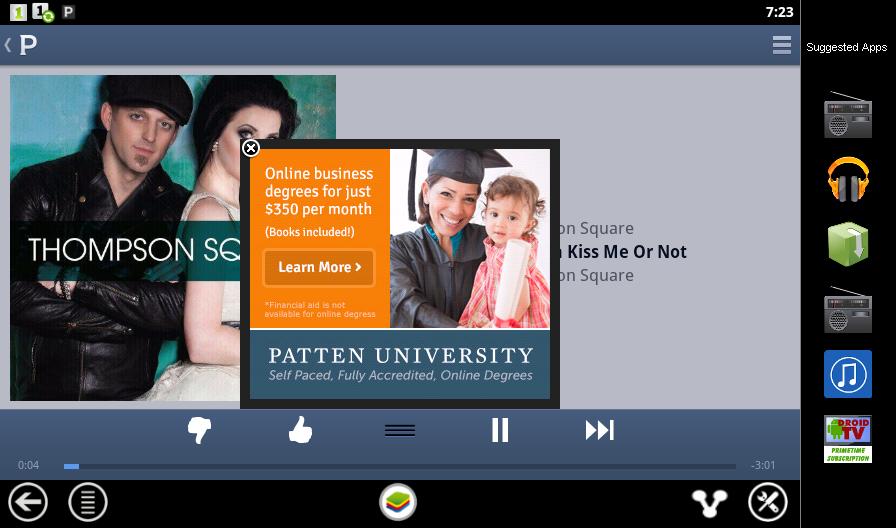 1
1
P
7:23
P
Suggested Apps
THOMPSON SQ
Online business
degrees for just
$350 per month
(Books included!)
Learn More >
*Financial aid is not
available for online degress
PATTEN UNIVERSITY
Self Paced, Fully Accredited, Online Degrees
on Square
Kiss Me Or Not
on Square
0:04
-3:01
DROID
TV
PRIMETIME
SUBSCRIPTION